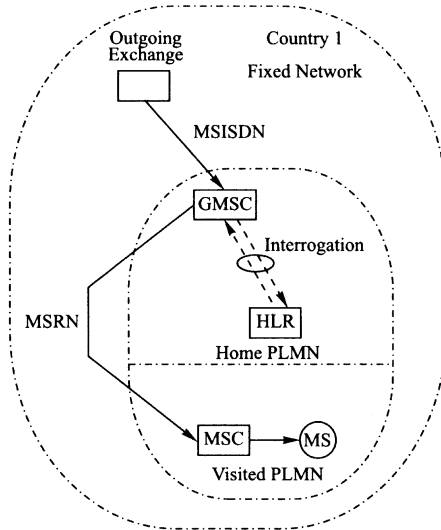 Outgoing
Exchange
Country 1
Fixed Network
MSISDN
GMSC
Interrogation
MSRN
HLR
Home PLMN
MSC
MS
Visited PLMN